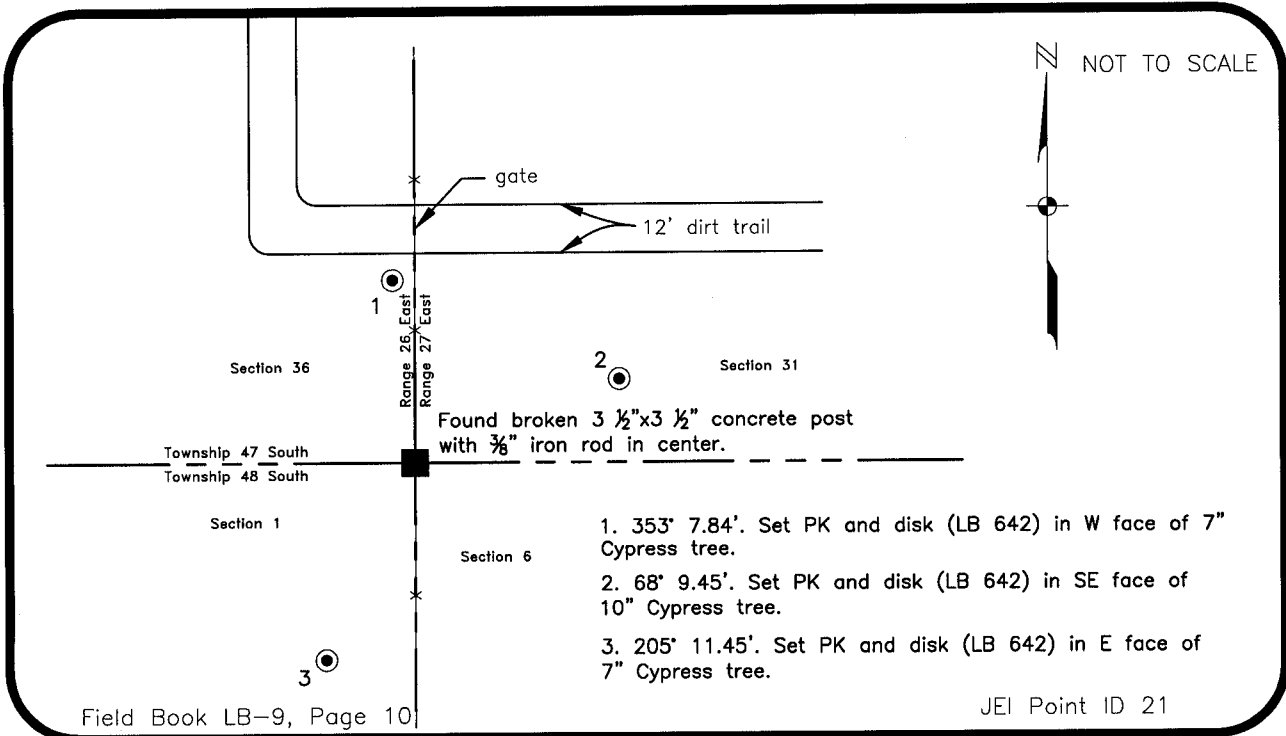 N NOT TO SCALE
gate
12' dirt trail
1
Range 26 East
Range 27 East
2
Section 36
Section 31
Found broken 3 ½"x3 ½" concrete post
with ⅜" iron rod in center.
Township 47 South
Township 48 South
Section 1
Section 6
1. 353° 7.84'. Set PK and disk (LB 642) in W face of 7"
Cypress tree.
2. 68° 9.45'. Set PK and disk (LB 642) in SE face of
10" Cypress tree.
3. 205° 11.45'. Set PK and disk (LB 642) in E face of
7" Cypress tree.
3
Field Book LB-9, Page 10
JEI Point ID 21